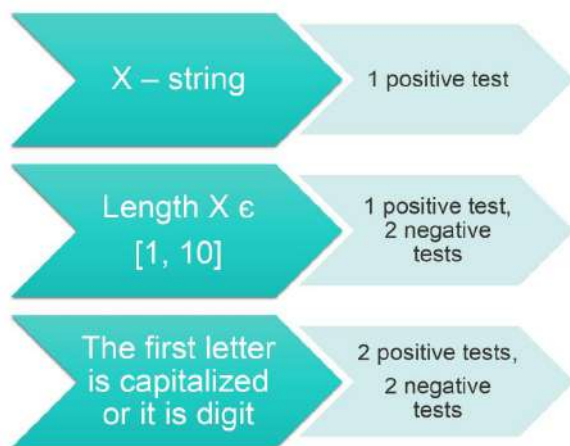 X – string
1 positive test
Length X є
[1, 10]
1 positive test,
2 negative
tests
The first letter
is capitalized
or it is digit
2 positive tests,
2 negative
tests